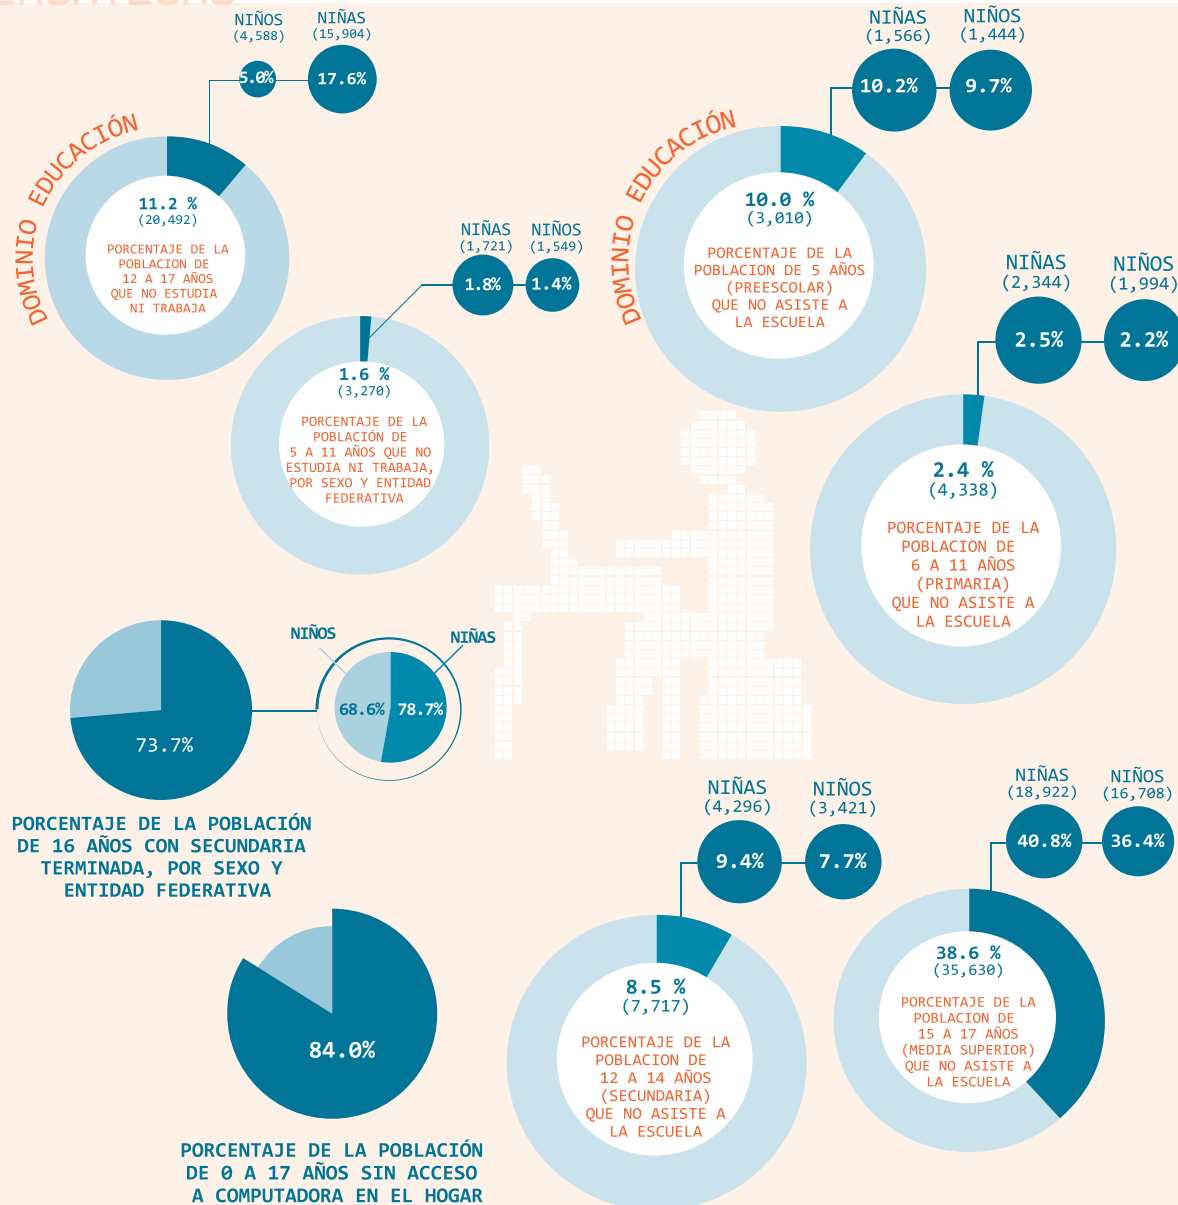 NIÑOS
(4,588)
NIÑAS
(15,904)
5.0%
17.6%
DOMINIO EDUCACIÓN
11.2 %
(20,492)
PORCENTAJE DE LA
POBLACION DE
12 A 17 AÑOS
QUE NO ESTUDIA
NI TRABAJA
NIÑAS
(1,721)
NIÑOS
(1,549)
1.8%
1.4%
1.6 %
(3,270)
PORCENTAJE DE LA
POBLACIÓN DE
5 A 11 AÑOS QUE NO
ESTUDIA NI TRABAJA,
POR SEXO Y ENTIDAD
FEDERATIVA
NIÑAS
(1,566)
NIÑOS
(1,444)
10.2%
9.7%
DOMINIO EDUCACIÓN
10.0 %
(3,010)
PORCENTAJE DE LA
POBLACION DE 5 AÑOS
(PREESCOLAR)
QUE NO ASISTE A
LA ESCUELA
NIÑAS
(2,344)
NIÑOS
(1,994)
2.5%
2.2%
2.4 %
(4,338)
PORCENTAJE DE LA
POBLACION DE
6 A 11 AÑOS
(PRIMARIA)
QUE NO ASISTE A
LA ESCUELA
73.7%
NIÑOS
NIÑAS
68.6%
78.7%
PORCENTAJE DE LA POBLACIÓN
DE 16 AÑOS CON SECUNDARIA
TERMINADA, POR SEXO Y
ENTIDAD FEDERATIVA
84.0%
PORCENTAJE DE LA POBLACIÓN
DE 0 A 17 AÑOS SIN ACCESO
A COMPUTADORA EN EL HOGAR
NIÑAS
(4,296)
NIÑOS
(3,421)
9.4%
7.7%
8.5 %
(7,717)
PORCENTAJE DE LA
POBLACION DE
12 A 14 AÑOS
(SECUNDARIA)
QUE NO ASISTE A
LA ESCUELA
NIÑAS
(18,922)
NIÑOS
(16,708)
40.8%
36.4%
38.6 %
(35,630)
PORCENTAJE DE LA
POBLACION DE
15 A 17 AÑOS
(MEDIA SUPERIOR)
QUE NO ASISTE A
LA ESCUELA